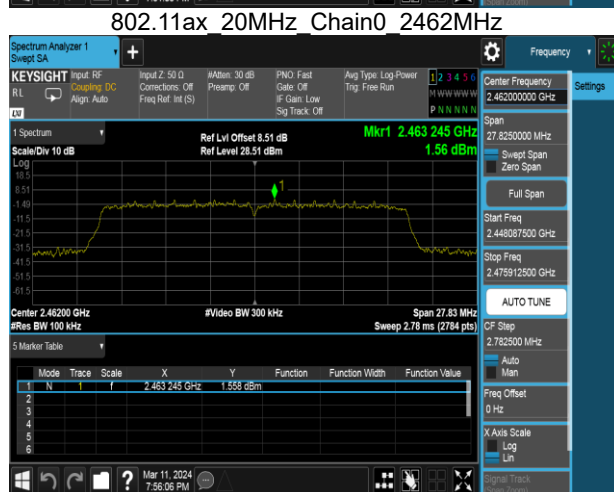 802.11ax_20MHz_Chain0_2462MHz
Spectrum Analyzer 1
Swept SA
Frequency
KEYSIGHT
Input: RF
Input Z: 50 Ω
#Atten: 30 dB
PNO: Fast
Avg Type: Log-Power
1 2 3 4 5 6
RL
Coupling: DC
Corrections: Off
Preamp: Off
Gate: Off
Trig: Free Run
M W W W W W
Align: Auto
Freq Ref: Int (S)
IF Gain: Low
Sig Track: Off
P N N N N N
LXI
1 Spectrum
Ref Lvl Offset 8.51 dB
Mkr1 2.463 245 GHz
Scale/Div 10 dB
Ref Level 28.51 dBm
1.56 dBm
Log
18.5
8.51
-1.49
-11.5
-21.5
-31.5
-41.5
-51.5
-61.5
1
Center 2.46200 GHz
#Video BW 300 kHz
Span 27.83 MHz
#Res BW 100 kHz
Sweep 2.78 ms (2784 pts)
5 Marker Table
Mode Trace Scale X Y Function Function Width Function Value
1 N 1 f 2.463 245 GHz 1.558 dBm
2
3
4
5
6
Mar 11, 2024
7:56:06 PM
Center Frequency
2.462000000 GHz
Settings
Span
27.8250000 MHz
Swept Span
Zero Span
Full Span
Start Freq
2.448087500 GHz
Stop Freq
2.475912500 GHz
AUTO TUNE
CF Step
2.782500 MHz
Auto
Man
Freq Offset
0 Hz
X Axis Scale
Log
Lin
Signal Track